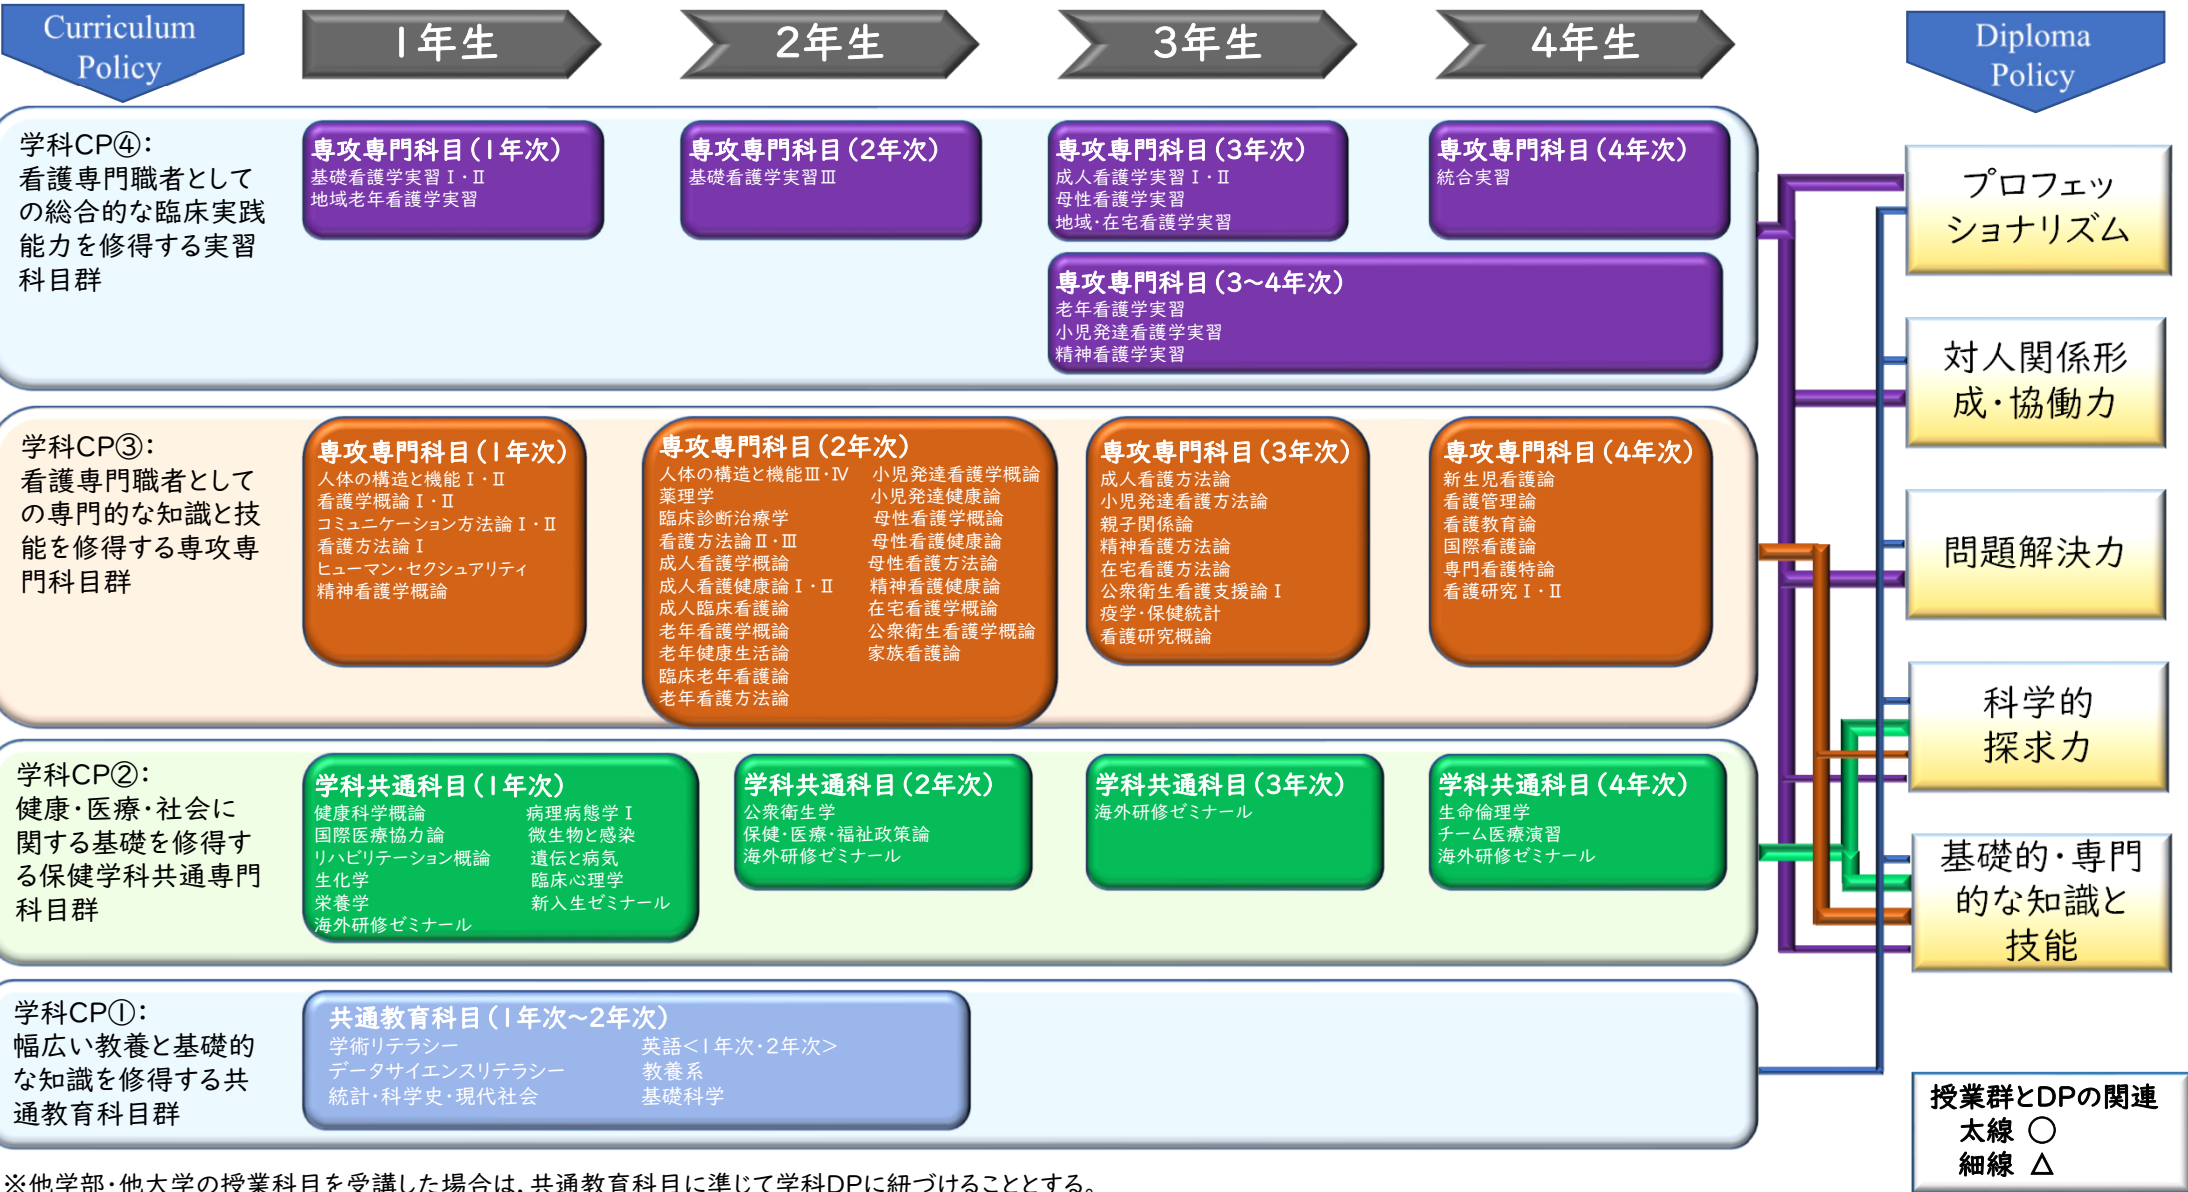 Curriculum
Policy
1年生
2年生
3年生
4年生
Diploma
Policy
学科CP④：
看護専門職者として
の総合的な臨床実践
能力を修得する実習
科目群
専攻専門科目（1年次）
基礎看護学実習Ⅰ・Ⅱ
地域老年看護学実習
専攻専門科目（2年次）
基礎看護学実習Ⅲ
専攻専門科目（3年次）
成人看護学実習Ⅰ・Ⅱ
母性看護学実習
地域・在宅看護学実習
専攻専門科目（4年次）
統合実習
専攻専門科目（3～4年次）
老年看護学実習
小児発達看護学実習
精神看護学実習
学科CP③：
看護専門職者として
の専門的な知識と技
能を修得する専攻専
門科目群
専攻専門科目（1年次）
人体の構造と機能Ⅰ・Ⅱ
看護学概論Ⅰ・Ⅱ
コミュニケーション方法論Ⅰ・Ⅱ
看護方法論Ⅰ
ヒューマン・セクシュアリティ
精神看護学概論
専攻専門科目（2年次）
人体の構造と機能Ⅲ・Ⅳ
薬理学
臨床診断治療学
看護方法論Ⅱ・Ⅲ
成人看護学概論
成人看護健康論Ⅰ・Ⅱ
成人臨床看護論
老年看護学概論
老年健康生活論
臨床老年看護論
老年看護方法論
小児発達看護学概論
小児発達健康論
母性看護学概論
母性看護健康論
母性看護方法論
精神看護健康論
在宅看護学概論
公衆衛生看護学概論
家族看護論
専攻専門科目（3年次）
成人看護方法論
小児発達看護方法論
親子関係論
精神看護方法論
在宅看護方法論
公衆衛生看護支援論Ⅰ
疫学・保健統計
看護研究概論
専攻専門科目（4年次）
新生児看護論
看護管理論
看護教育論
国際看護論
専門看護特論
看護研究Ⅰ・Ⅱ
学科CP②：
健康・医療・社会に
関する基礎を修得す
る保健学科共通専門
科目群
学科共通科目（1年次）
健康科学概論
国際医療協力論
リハビリテーション概論
生化学
栄養学
海外研修ゼミナール
病理病態学Ⅰ
微生物と感染
遺伝と病気
臨床心理学
新入生ゼミナール
学科共通科目（2年次）
公衆衛生学
保健・医療・福祉政策論
海外研修ゼミナール
学科共通科目（3年次）
海外研修ゼミナール
学科共通科目（4年次）
生命倫理学
チーム医療演習
海外研修ゼミナール
学科CP①：
幅広い教養と基礎的
な知識を修得する共
通教育科目群
共通教育科目（1年次～2年次）
学術リテラシー
データサイエンスリテラシー
統計・科学史・現代社会
英語<1年次・2年次>
教養系
基礎科学
プロフェッ
ショナリズム
対人関係形
成・協働力
問題解決力
科学的
探求力
基礎的・専門
的な知識と
技能
授業群とDPの関連
太線 ○
細線 △
※他学部・他大学の授業科目を受講した場合は，共通教育科目に準じて学科DPに紐づけることとする。